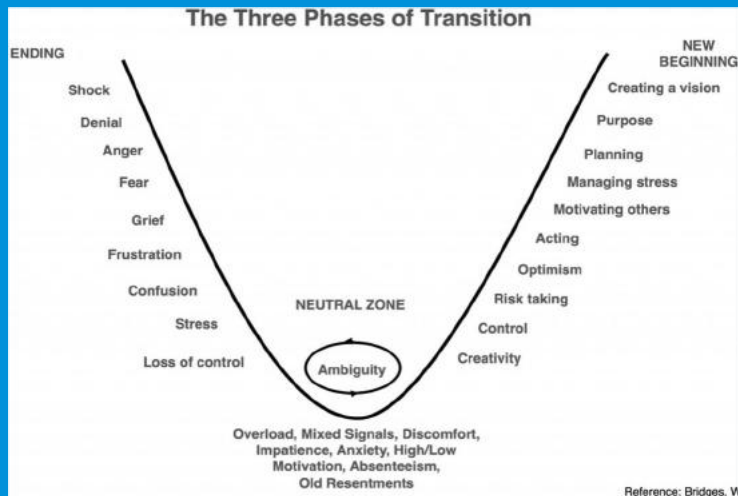 The Three Phases of Transition
ENDING
Shock
Denial
Anger
Fear
Grief
Frustration
Confusion
Stress
Loss of control
NEUTRAL ZONE
Ambiguity
Overload, Mixed Signals, Discomfort,
Impatience, Anxiety, High/Low
Motivation, Absenteeism,
Old Resentments
NEW
BEGINNING
Creating a vision
Purpose
Planning
Managing stress
Motivating others
Acting
Optimism
Risk taking
Control
Creativity
Reference: Bridges, W